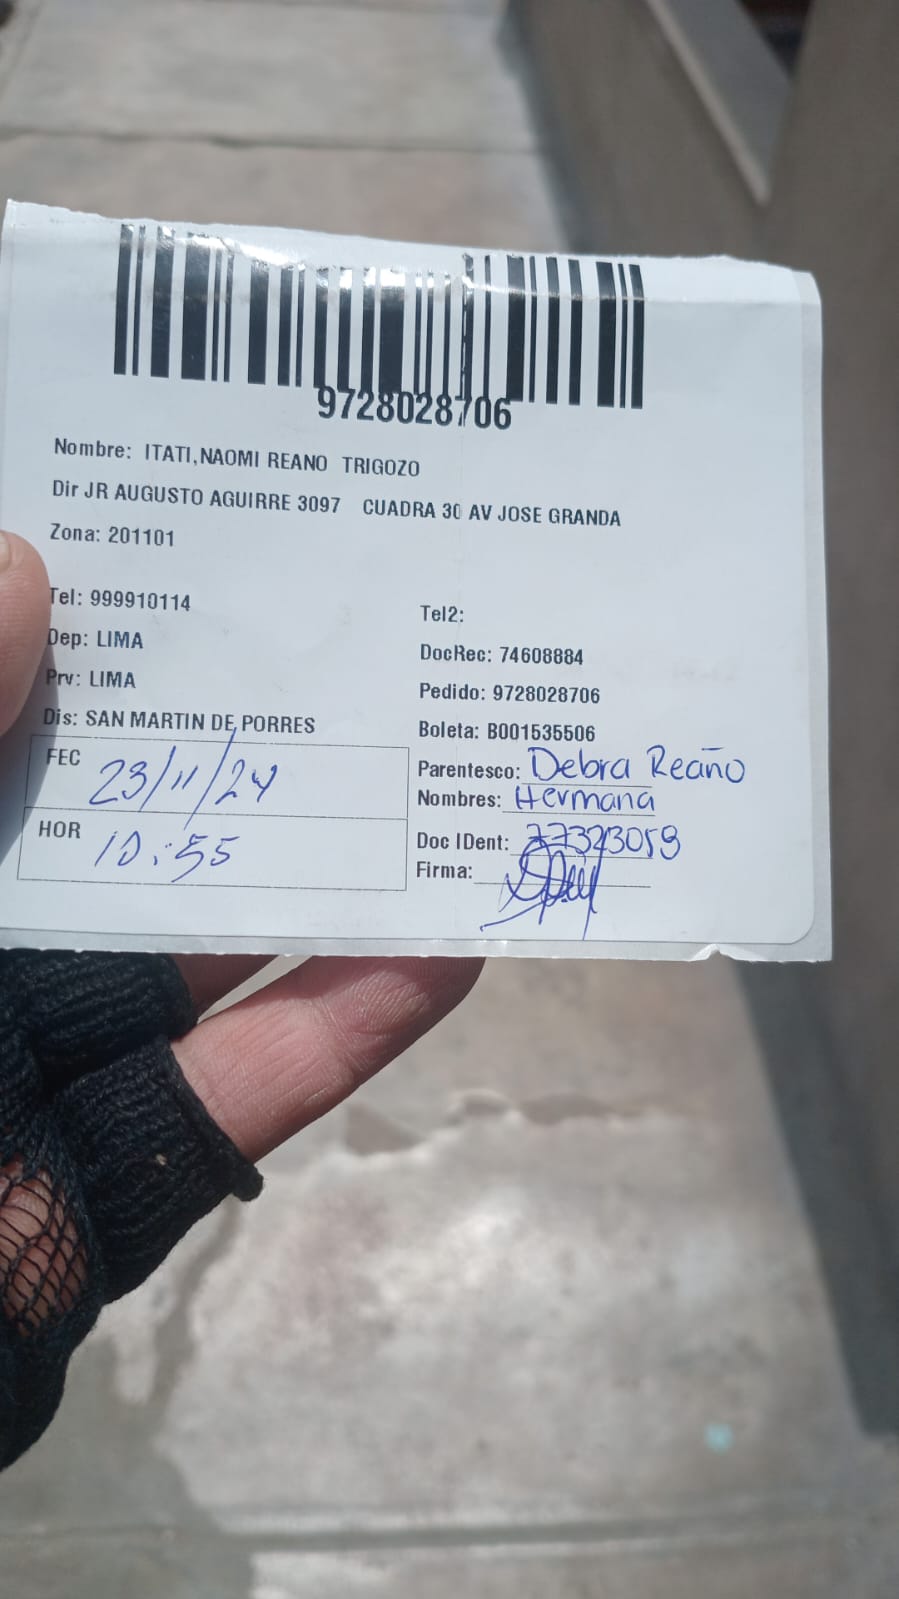 9728028706
Nombre: ITATI,NAOMI REANO TRIGOZO
Dir JR AUGUSTO AGUIRRE 3097 CUADRA 30 AV JOSE GRANDA
Zona: 201101
Tel: 999910114
Tel2:
Dep: LIMA
DocRec: 74608884
Prv: LIMA
Pedido: 9728028706
Dis: SAN MARTIN DE PORRES
Boleta: B001535506
FEC 23/11/24
Parentesco: Debra Reaño
Nombres: Hermana
HOR 10:55
Doc IDent: 77323059
Firma: